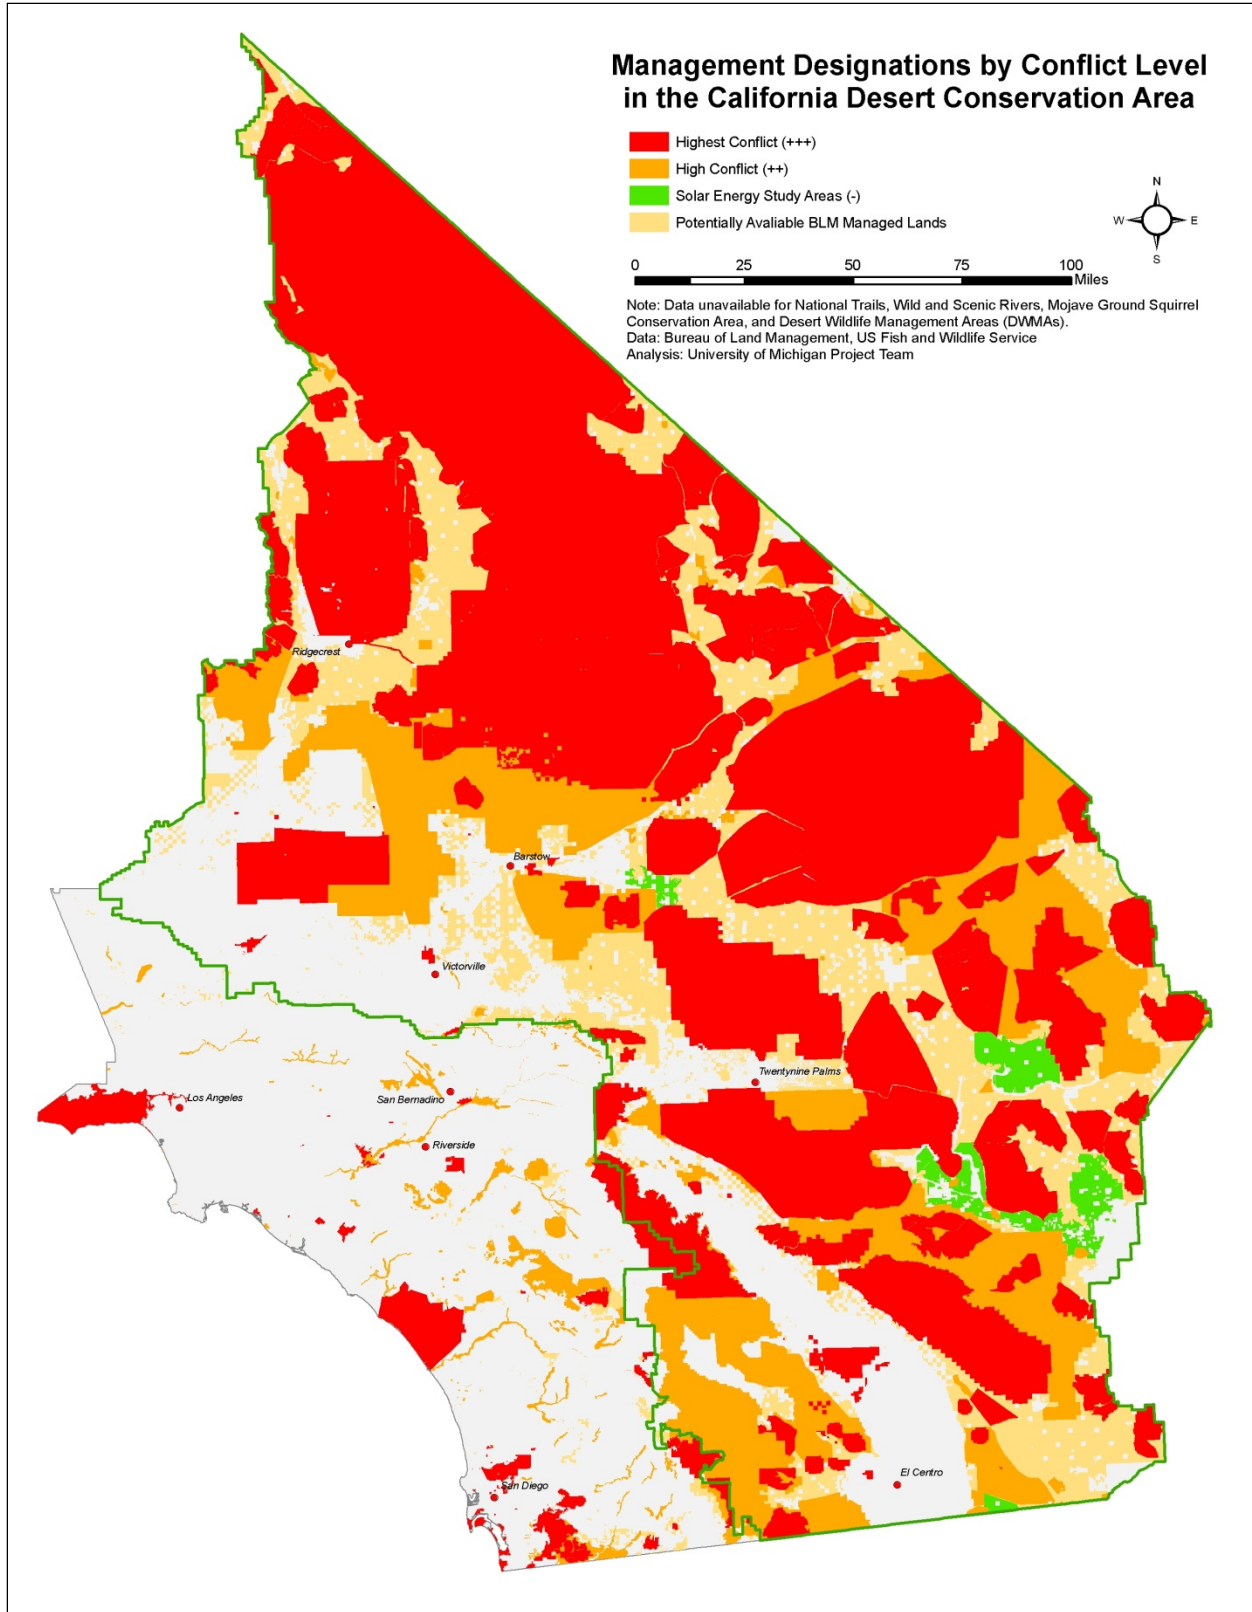 Management Designations by Conflict Level
in the California Desert Conservation Area
Highest Conflict (+++)
High Conflict (++)
Solar Energy Study Areas (-)
Potentially Avaliable BLM Managed Lands
N
W E
S
0 25 50 75 100
Miles
Note: Data unavailable for National Trails, Wild and Scenic Rivers, Mojave Ground Squirrel
Conservation Area, and Desert Wildlife Management Areas (DWMAs).
Data: Bureau of Land Management, US Fish and Wildlife Service
Analysis: University of Michigan Project Team
Ridgecrest
Barstow
Victorville
Twentynine Palms
Los Angeles
San Bernadino
Riverside
El Centro
San Diego